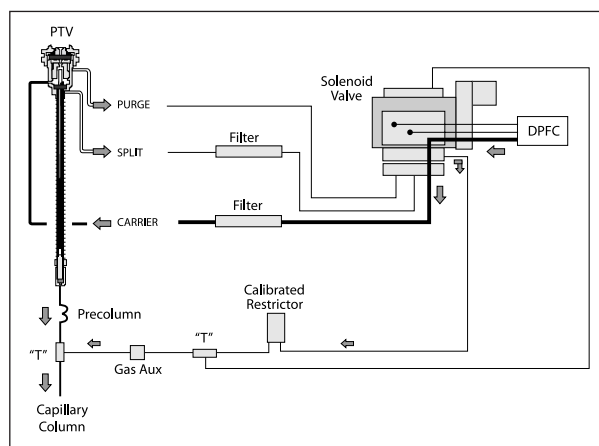 PTV
Solenoid
Valve
PURGE
DPFC
Filter
SPLIT
Filter
CARRIER
Calibrated
Restrictor
Precolumn
"T"
"T"
Gas Aux
Capillary
Column